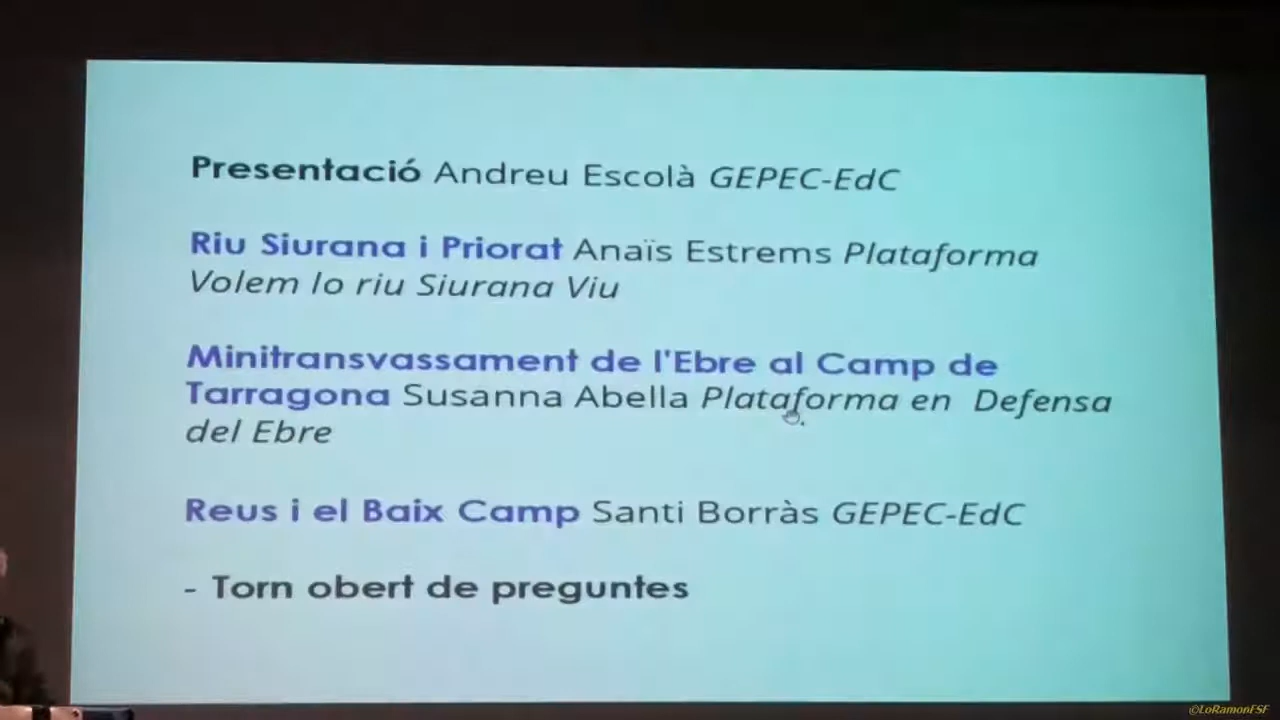 Presentació Andreu Escolà GEPEC-EdC
Riu Siurana i Priorat Anaïs Estrems Plataforma
Volem lo riu Siurana Viu
Minitransvassament de l'Ebre al Camp de
Tarragona Susanna Abella Plataforma en Defensa
del Ebre
Reus i el Baix Camp Santi Borràs GEPEC-EdC
- Torn obert de preguntes
©LoRamonFSF